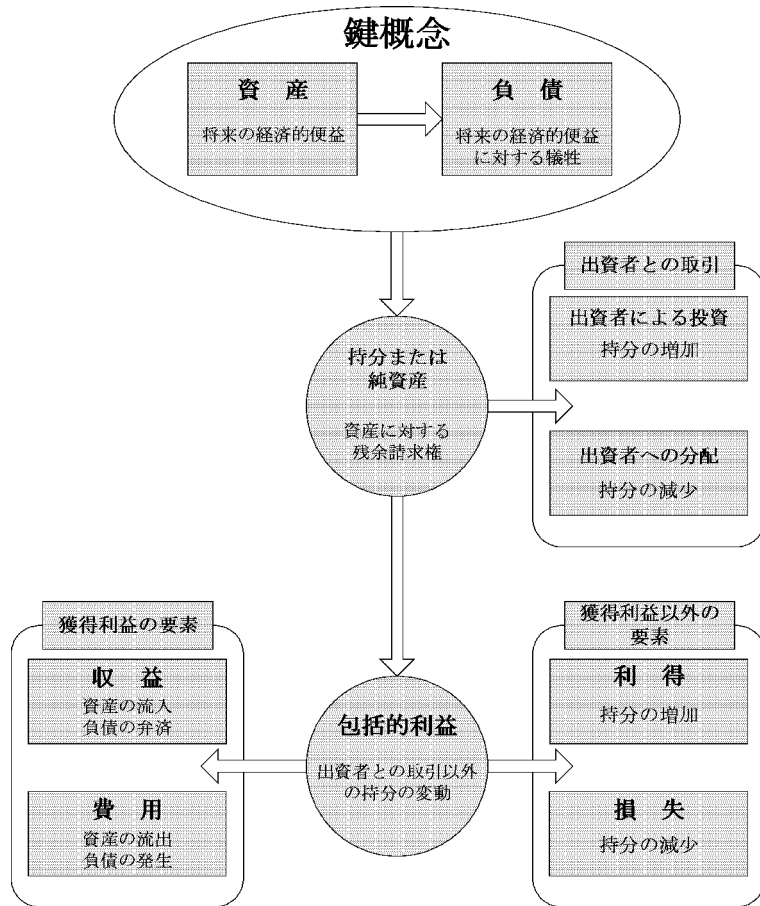 鍵概念
資 産
将来の経済的便益
負 債
将来の経済的便益
に対する犠牲
出資者との取引
出資者による投資
持分の増加
出資者への分配
持分の減少
持分または
純資産
資産に対する
残余請求権
獲得利益の要素
収 益
資産の流入
負債の弁済
費 用
資産の流出
負債の発生
包括的利益
出資者との取引以外
の持分の変動
獲得利益以外の
要素
利 得
持分の増加
損 失
持分の減少